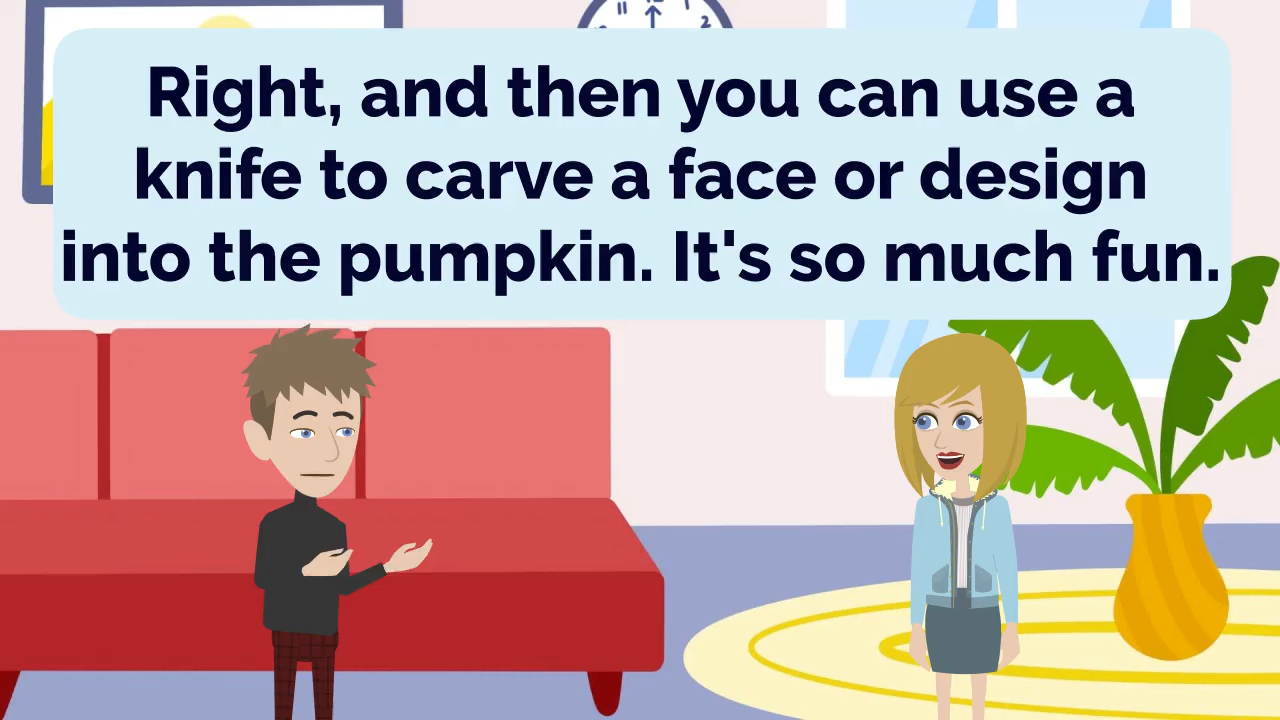 Right, and then you can use a
knife to carve a face or design
into the pumpkin. It's so much fun.
2